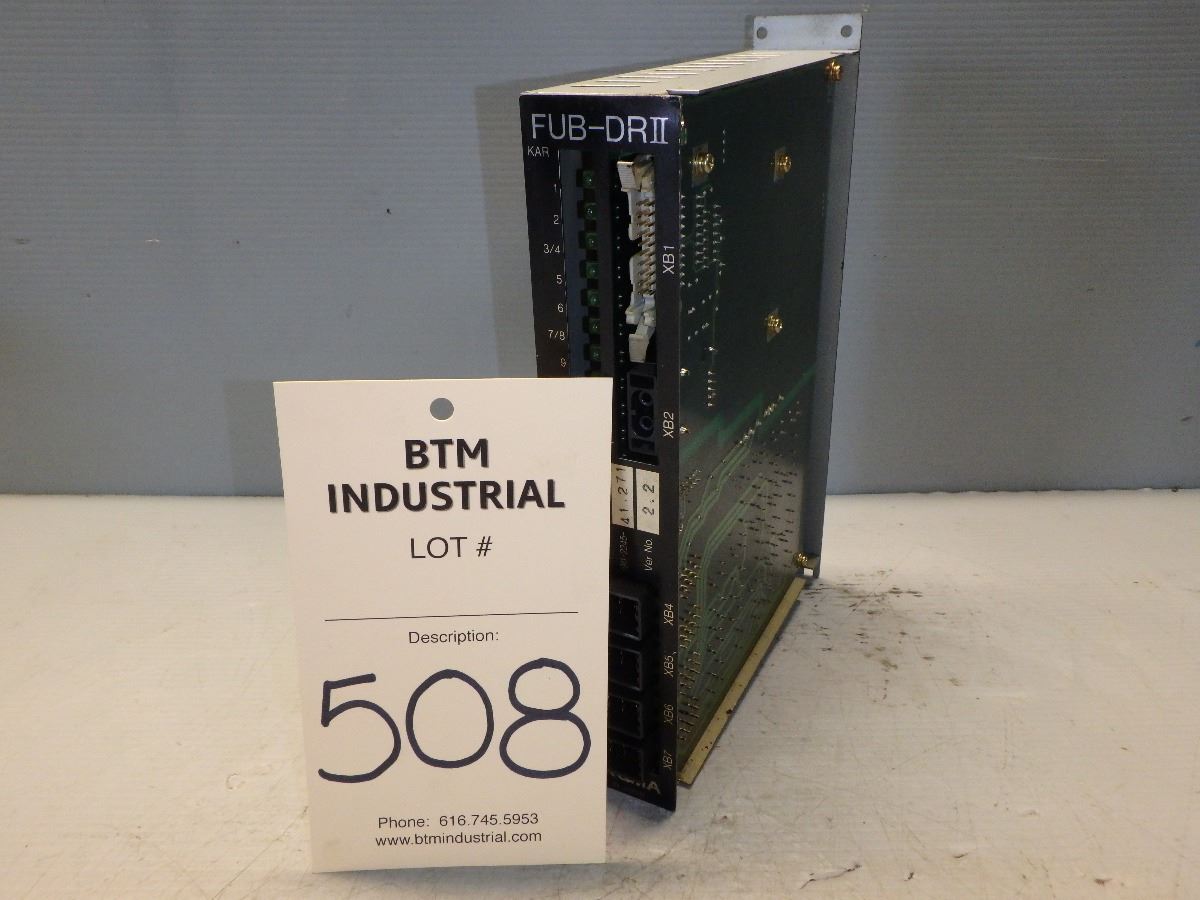 FUB-DRII
KAR
1
2
3/4
5
6
7/8
9
XB1
XB2
41.271
2.2
Ver No.
XB4
XB5
XB6
XB7
BTM
INDUSTRIAL
LOT #
Description:
508
Phone: 616.745.5953
www.btmindustrial.com